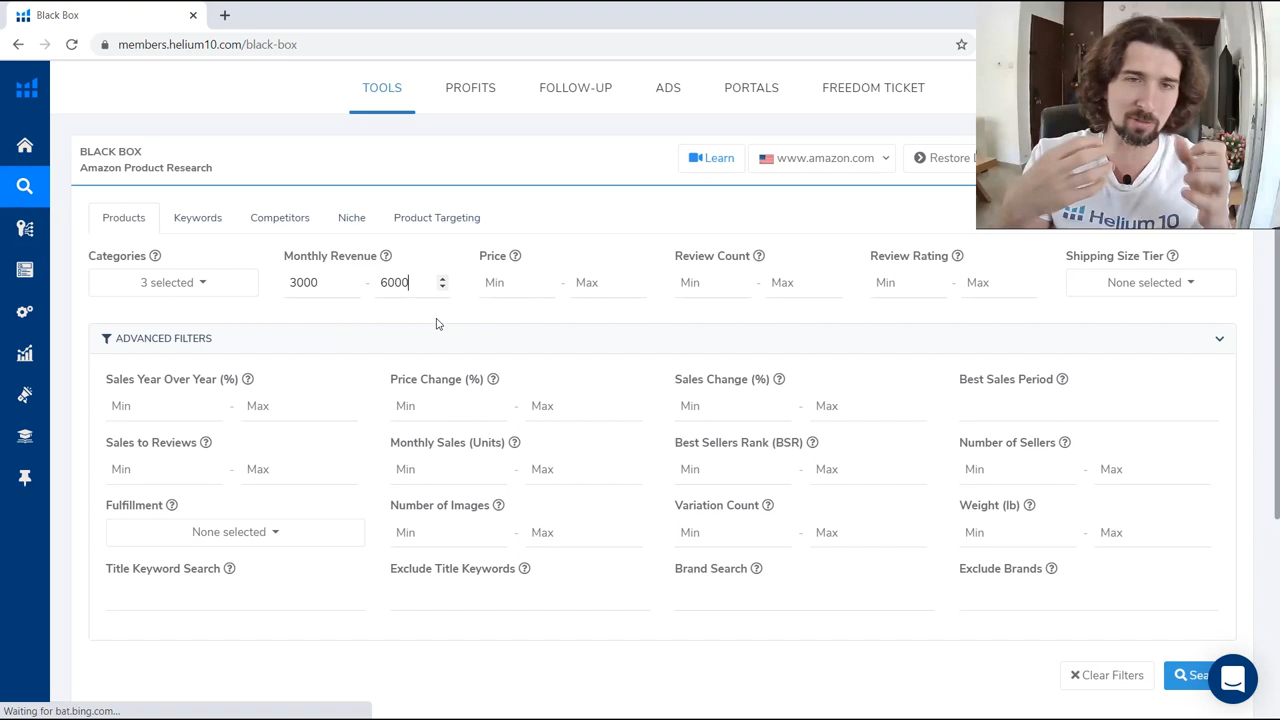 Black Box
members.helium10.com/black-box
TOOLS PROFITS FOLLOW-UP ADS PORTALS FREEDOM TICKET
BLACK BOX
Amazon Product Research
Learn www.amazon.com Restore
Products Keywords Competitors Niche Product Targeting
Helium 10
Categories Monthly Revenue Price Review Count Review Rating Shipping Size Tier
3 selected 3000 - 6000 Min - Max Min - Max Min - Max None selected
ADVANCED FILTERS
Sales Year Over Year (%) Price Change (%) Sales Change (%) Best Sales Period
Min - Max Min - Max Min - Max
Sales to Reviews Monthly Sales (Units) Best Sellers Rank (BSR) Number of Sellers
Min - Max Min - Max Min - Max Min - Max
Fulfillment Number of Images Variation Count Weight (lb)
None selected Min - Max Min - Max Min - Max
Title Keyword Search Exclude Title Keywords Brand Search Exclude Brands
Clear Filters Sea
Waiting for bat.bing.com...